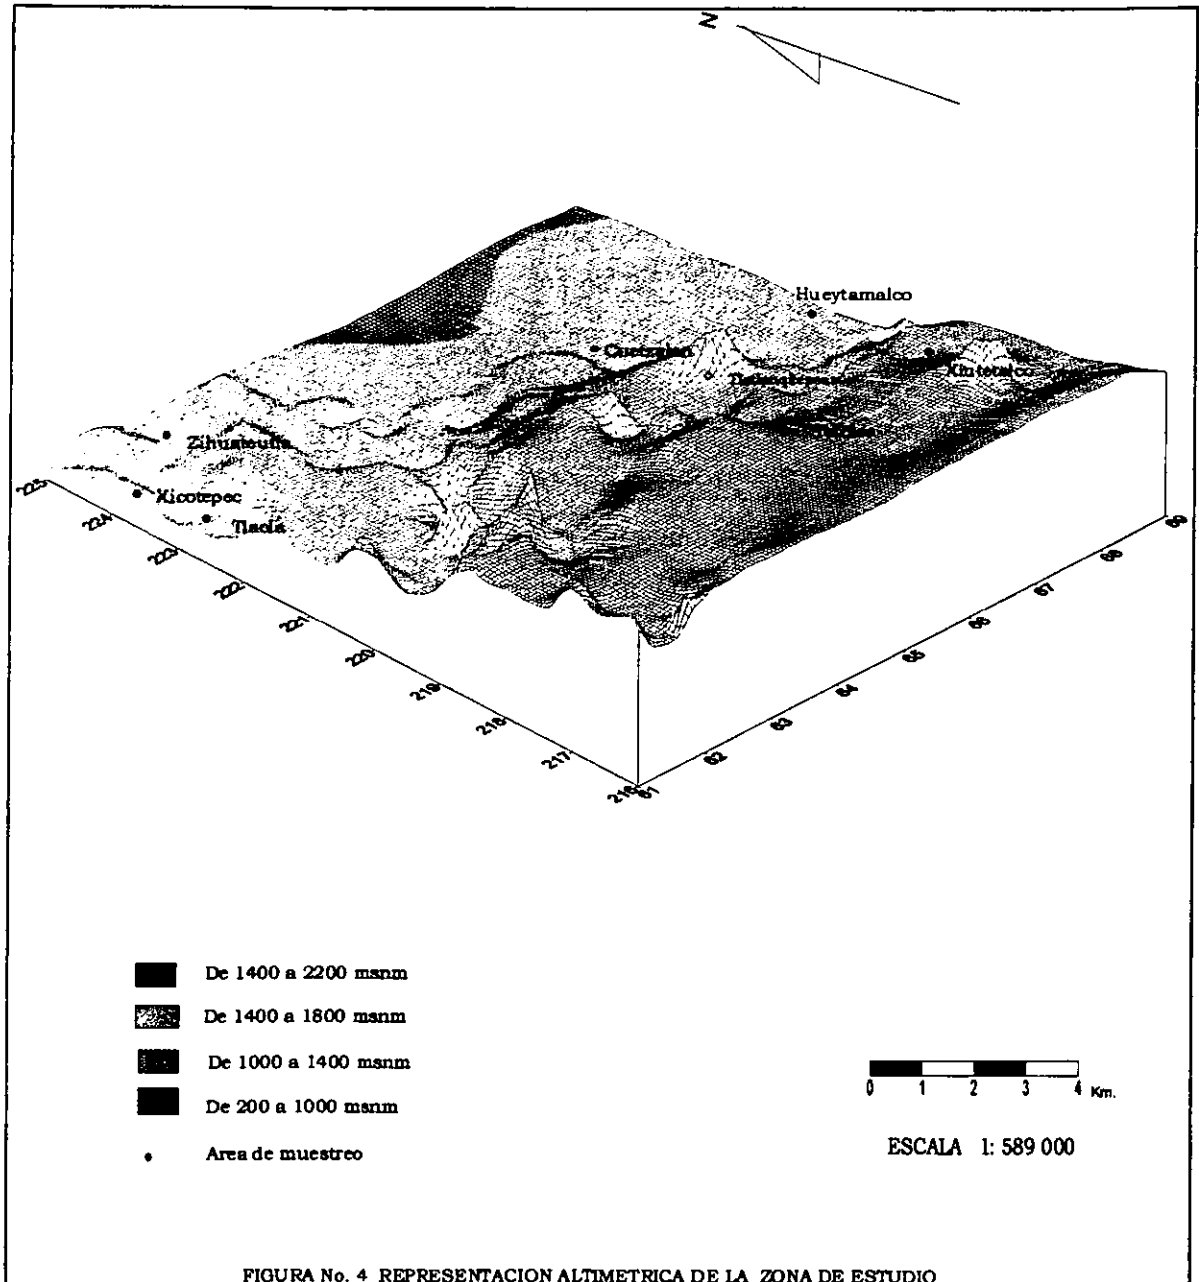 N
Hueytamalco
Cuetzalan
Xiutetalco
Zihuateutla
Xicotepec
Tlaola
225
224
223
222
221
220
219
218
217
216
61
62
63
64
65
66
67
68
69
De 1400 a 2200 msnm
De 1400 a 1800 msnm
De 1000 a 1400 msnm
De 200 a 1000 msnm
Area de muestreo
0 1 2 3 4 Km.
ESCALA 1: 589 000
FIGURA No. 4 REPRESENTACION ALTIMETRICA DE LA ZONA DE ESTUDIO